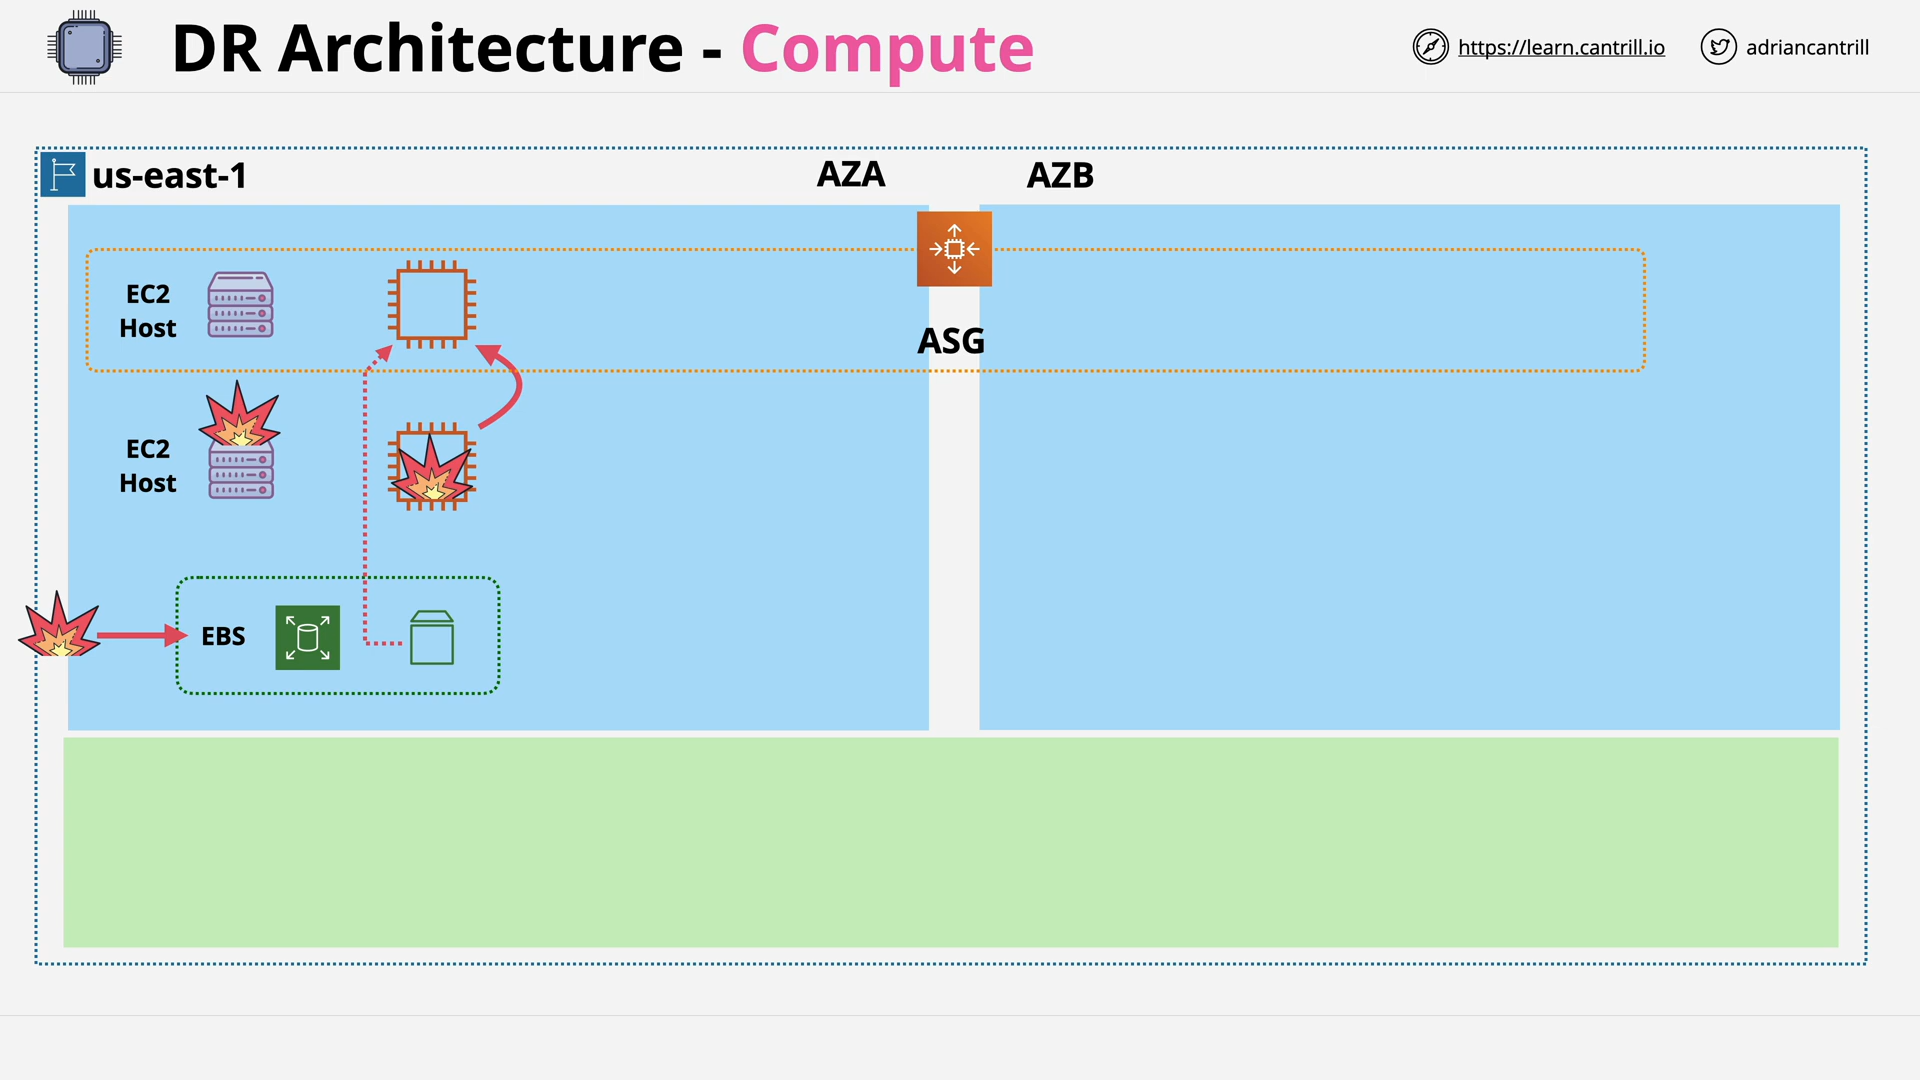 DR Architecture - Compute
https://learn.cantrill.io
adriancantrill
us-east-1
AZA
AZB
EC2
Host
ASG
EC2
Host
EBS